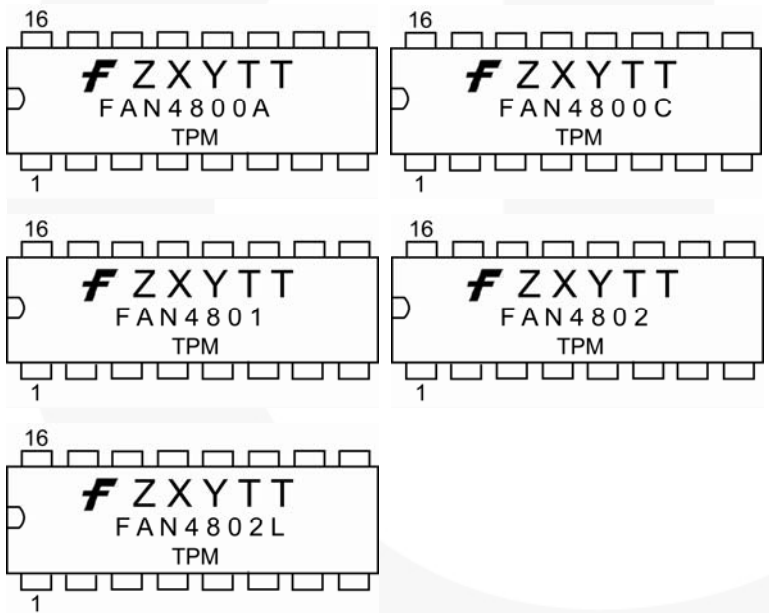 16
ZXYTT
FAN4800A
TPM
1
16
ZXYTT
FAN4800C
TPM
1
16
ZXYTT
FAN4801
TPM
1
16
ZXYTT
FAN4802
TPM
1
16
ZXYTT
FAN4802L
TPM
1